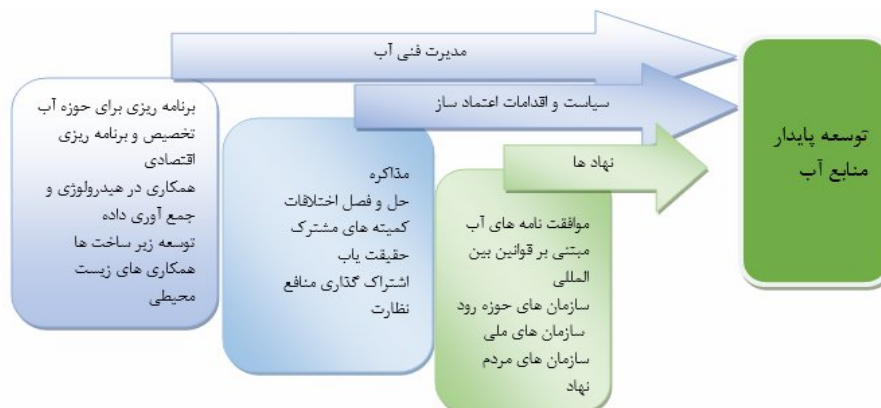 مدیرت فنی آب
سیاست و اقدامات اعتماد ساز
نهاد ها
توسعه پایدار
منابع آب
برنامه ریزی برای حوزه آب
تخصیص و برنامه ریزی
اقتصادی
همکاری در هیدرولوژی و
جمع آوری داده
توسعه زیر ساخت ها
همکاری های زیست
محیطی
مذاکره
حل و فصل اختلاقات
کمیته های مشترک
حقیقت یاب
اشتراک گذاری منافع
نظارت
موافقت نامه های آب
مبتنی بر قوانین بین
المللی
سازمان های حوزه رود
سازمان های ملی
سازمان های مردم
نهاد